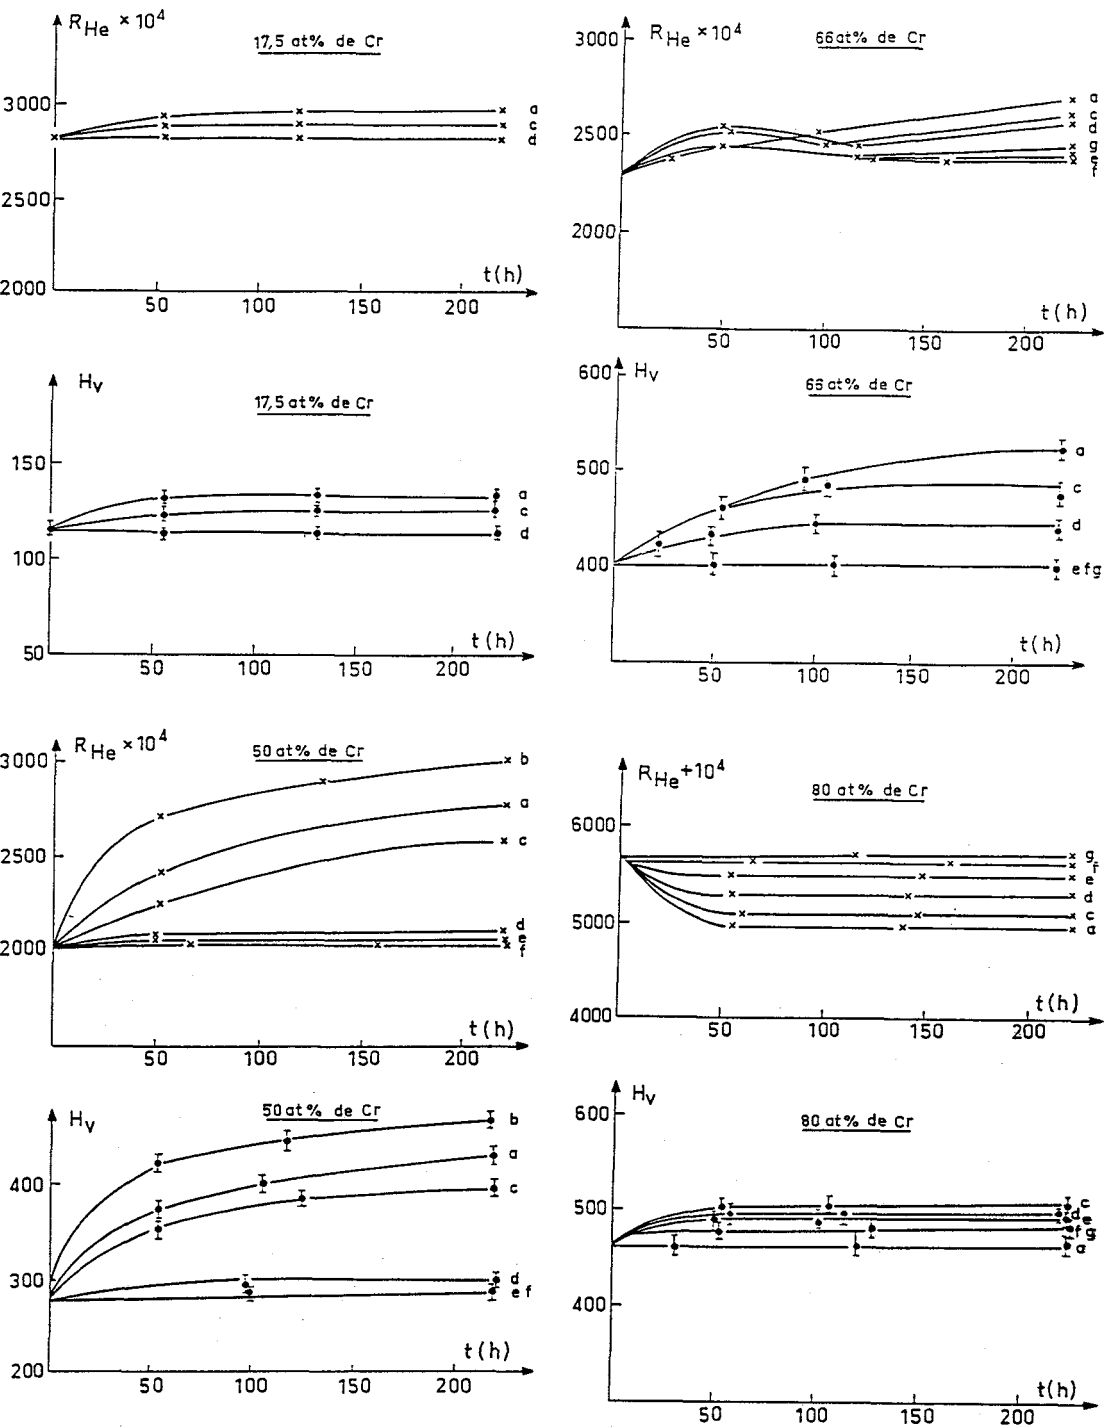 R_He × 10^4
17,5 at% de Cr
3000
2500
2000
a
c
d
50
100
150
200
t(h)
R_He × 10^4
66 at% de Cr
3000
2500
2000
a
c
d
g
e
f
50
100
150
200
t(h)
H_v
17,5 at% de Cr
150
100
50
a
c
d
50
100
150
200
t(h)
H_v
66 at% de Cr
600
500
400
a
c
d
efg
50
100
150
200
t(h)
R_He × 10^4
50 at% de Cr
3000
2500
2000
b
a
c
d
e
f
50
100
150
200
t(h)
R_He + 10^4
80 at% de Cr
6000
5000
4000
g
f
e
d
c
a
50
100
150
200
t(h)
H_v
50 at% de Cr
400
300
200
b
a
c
d
ef
50
100
150
200
t(h)
H_v
80 at% de Cr
600
500
400
c
d e
f g
a
50
100
150
200
t(h)